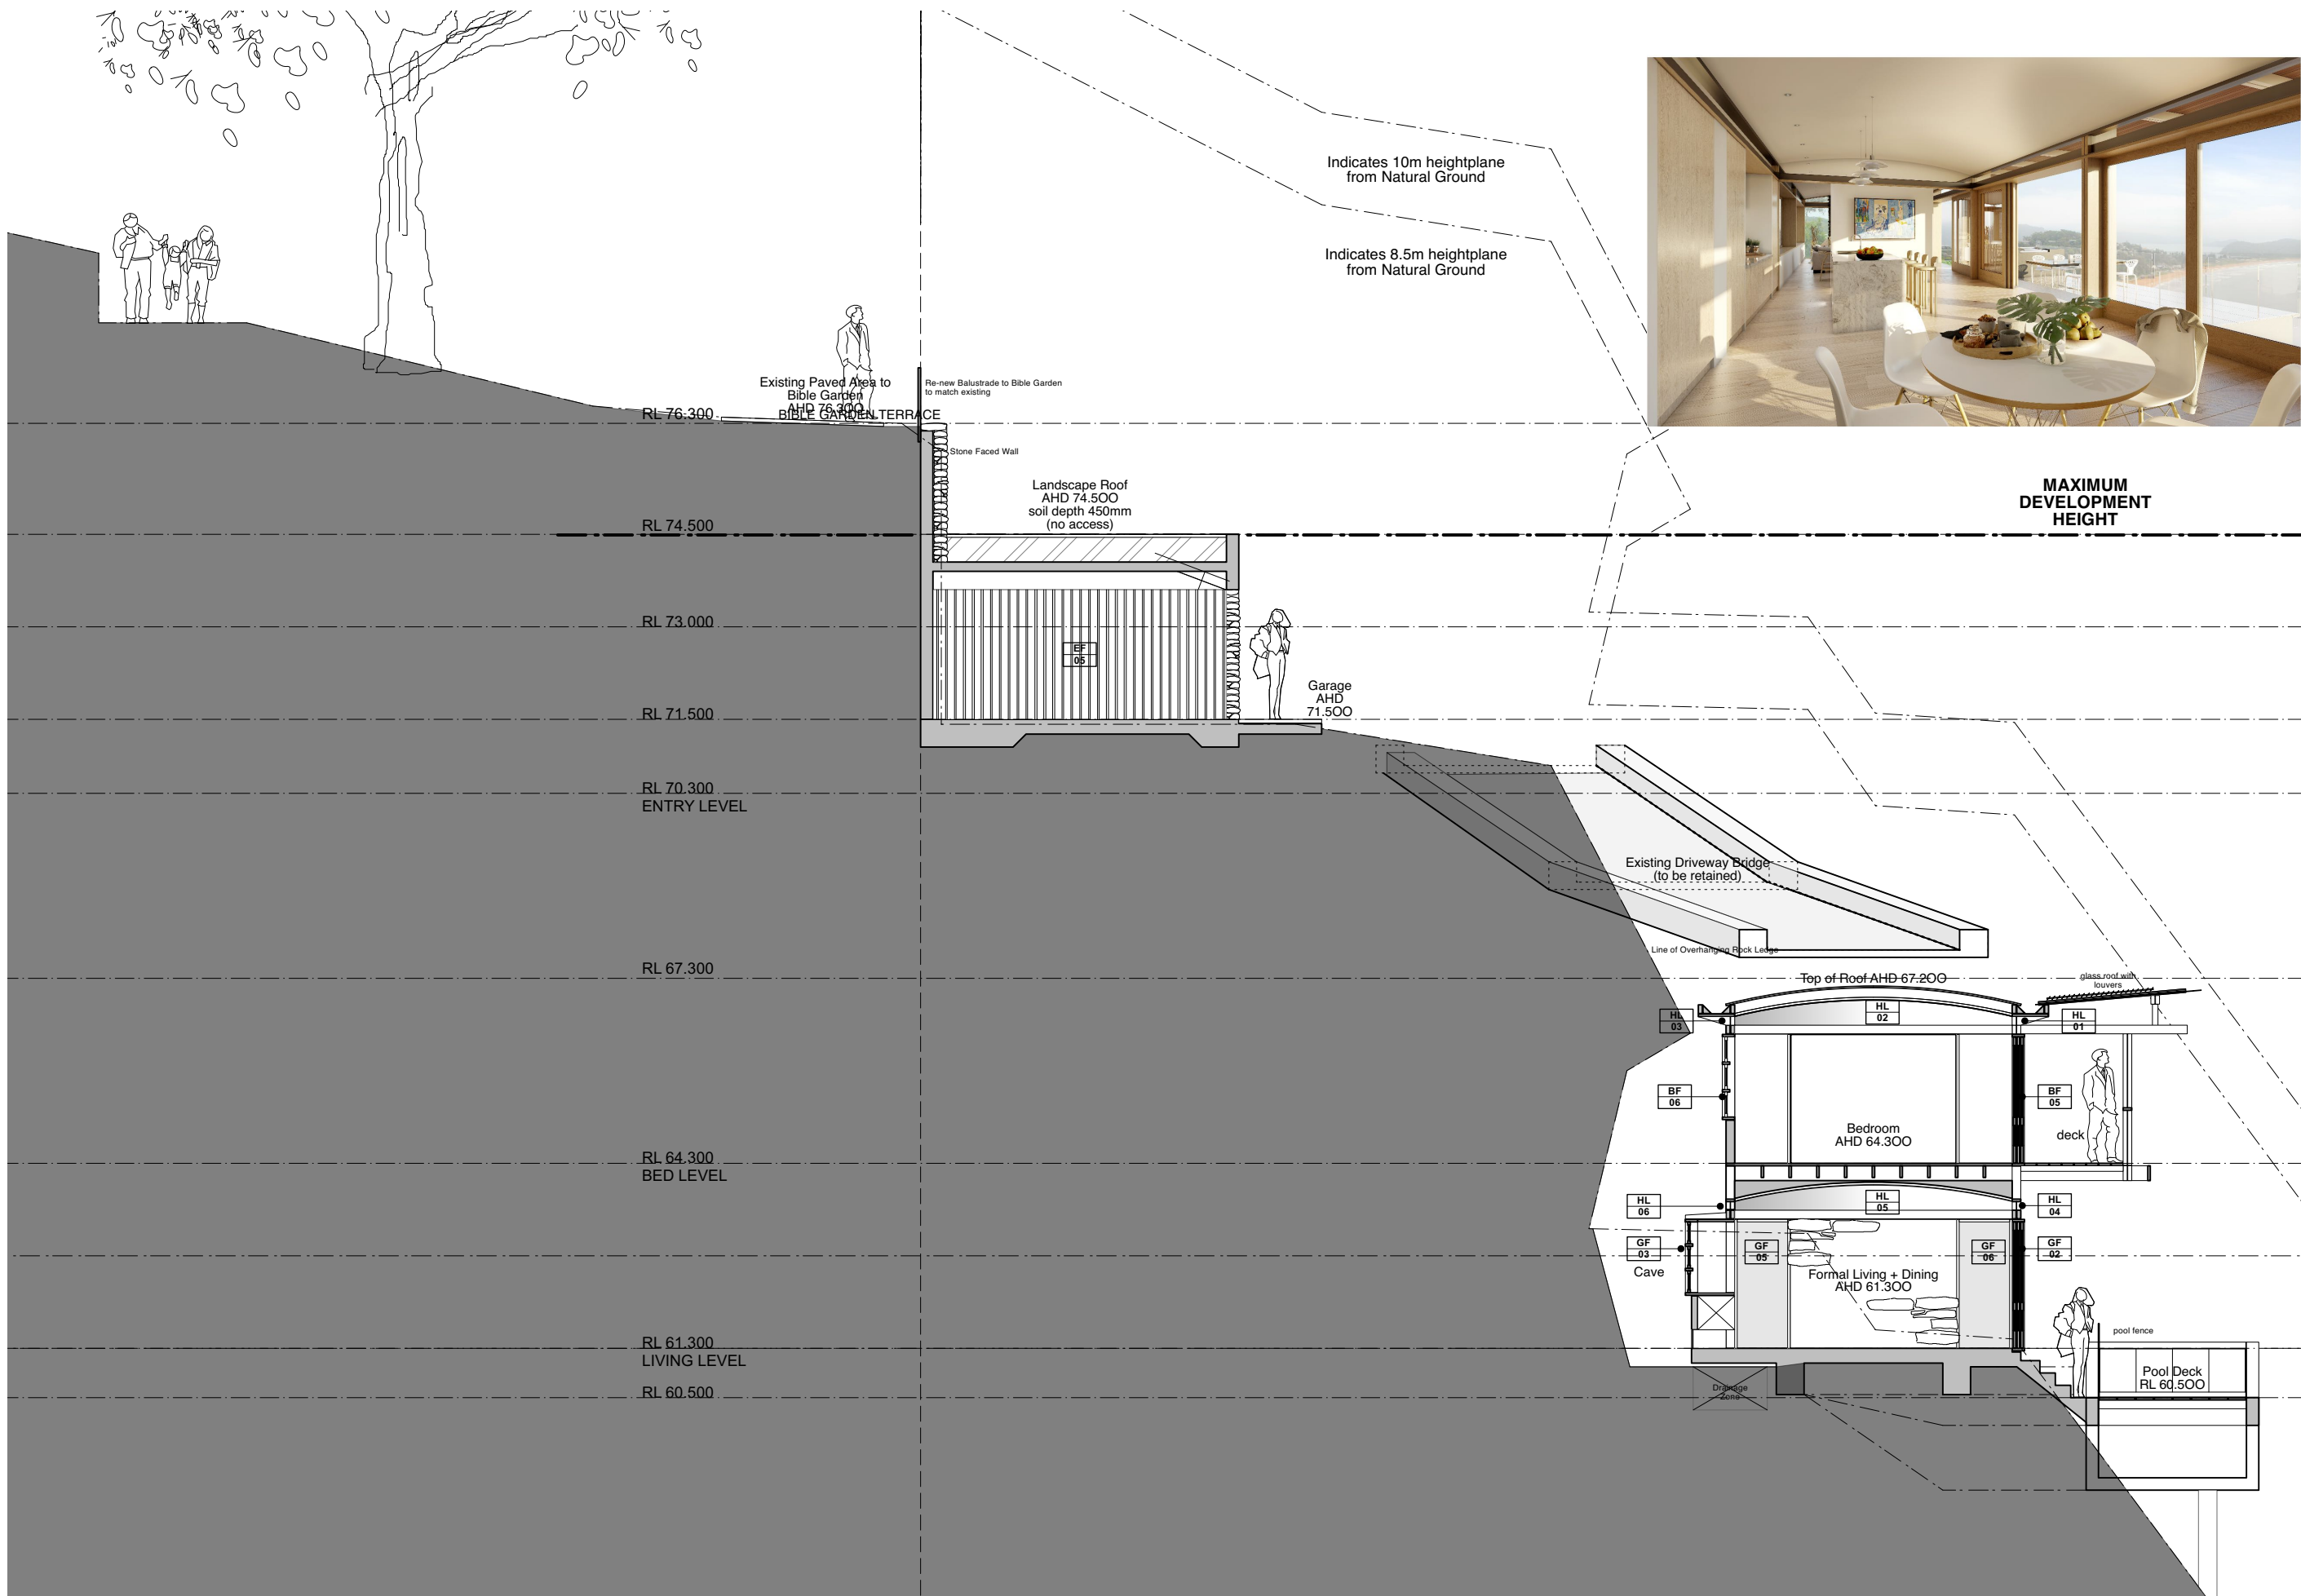 Indicates 10m heightplane
from Natural Ground
Indicates 8.5m heightplane
from Natural Ground
Existing Paved Area to
Bible Garden
AHD 76.3OO
Re-new Balustrade to Bible Garden
to match existing
RL 76.300
BIBLE GARDEN TERRACE
Stone Faced Wall
Landscape Roof
AHD 74.5OO
soil depth 450mm
(no access)
MAXIMUM
DEVELOPMENT
HEIGHT
RL 74.500
RL 73.000
EF
05
Garage
AHD
71.5OO
RL 71.500
RL 70.300
ENTRY LEVEL
Existing Driveway Bridge
(to be retained)
Line of Overhanging Rock Ledge
RL 67.300
Top of Roof AHD 67.2OO
glass roof with
louvers
HL
03
HL
02
HL
01
BF
06
BF
05
Bedroom
AHD 64.3OO
deck
RL 64.300
BED LEVEL
HL
06
HL
05
HL
04
GF
03
GF
05
GF
06
GF
02
Cave
Formal Living + Dining
AHD 61.3OO
RL 61.300
LIVING LEVEL
pool fence
Pool Deck
RL 60.5OO
RL 60.500
Drainage
Zone